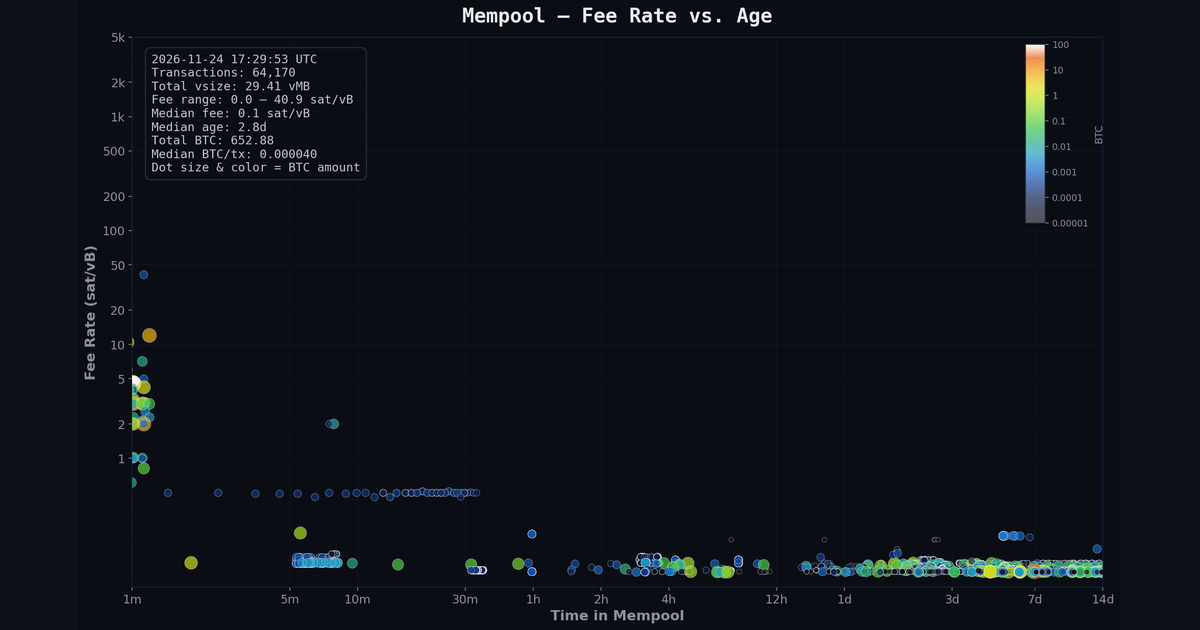 Mempool — Fee Rate vs. Age
2026-11-24 17:29:53 UTC
Transactions: 64,170
Total vsize: 29.41 vMB
Fee range: 0.0 – 40.9 sat/vB
Median fee: 0.1 sat/vB
Median age: 2.8d
Total BTC: 652.88
Median BTC/tx: 0.000040
Dot size & color = BTC amount
5k
2k
1k
500
200
100
50
20
10
5
2
1
Fee Rate (sat/vB)
100
10
1
0.1
0.01
0.001
0.0001
0.00001
BTC
1m
5m
10m
30m
1h
2h
4h
12h
1d
3d
7d
14d
Time in Mempool